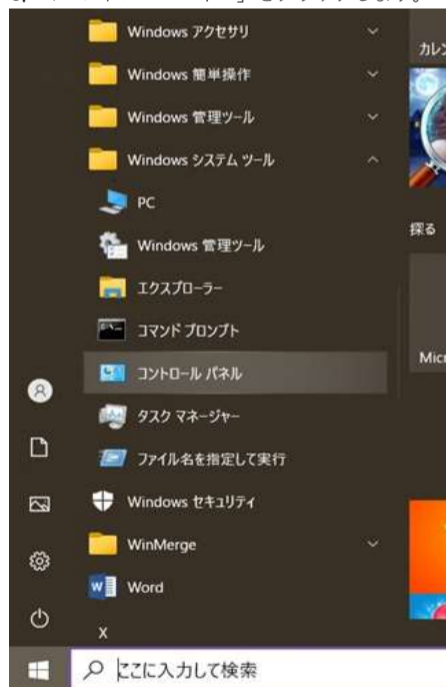 Windows アクセサリ
Windows 簡単操作
Windows 管理ツール
Windows システム ツール
PC
Windows 管理ツール
エクスプローラー
コマンド プロンプト
コントロール パネル
タスク マネージャー
ファイル名を指定して実行
Windows セキュリティ
WinMerge
Word
X
ここに入力して検索
カレン
探る
Micr